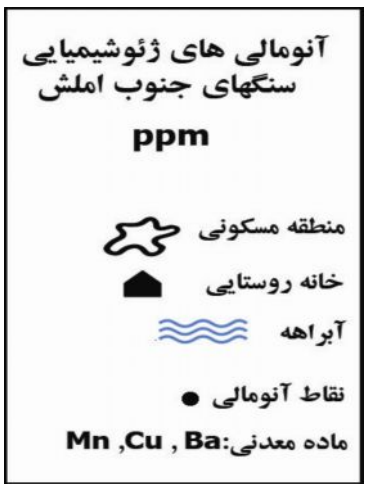 آنومالی های ژئوشیمیایی
سنگهای جنوب املش
ppm
منطقه مسکونی
خانه روستایی
آبراهه
نقاط آنومالی
ماده معدنی:Mn ,Cu , Ba